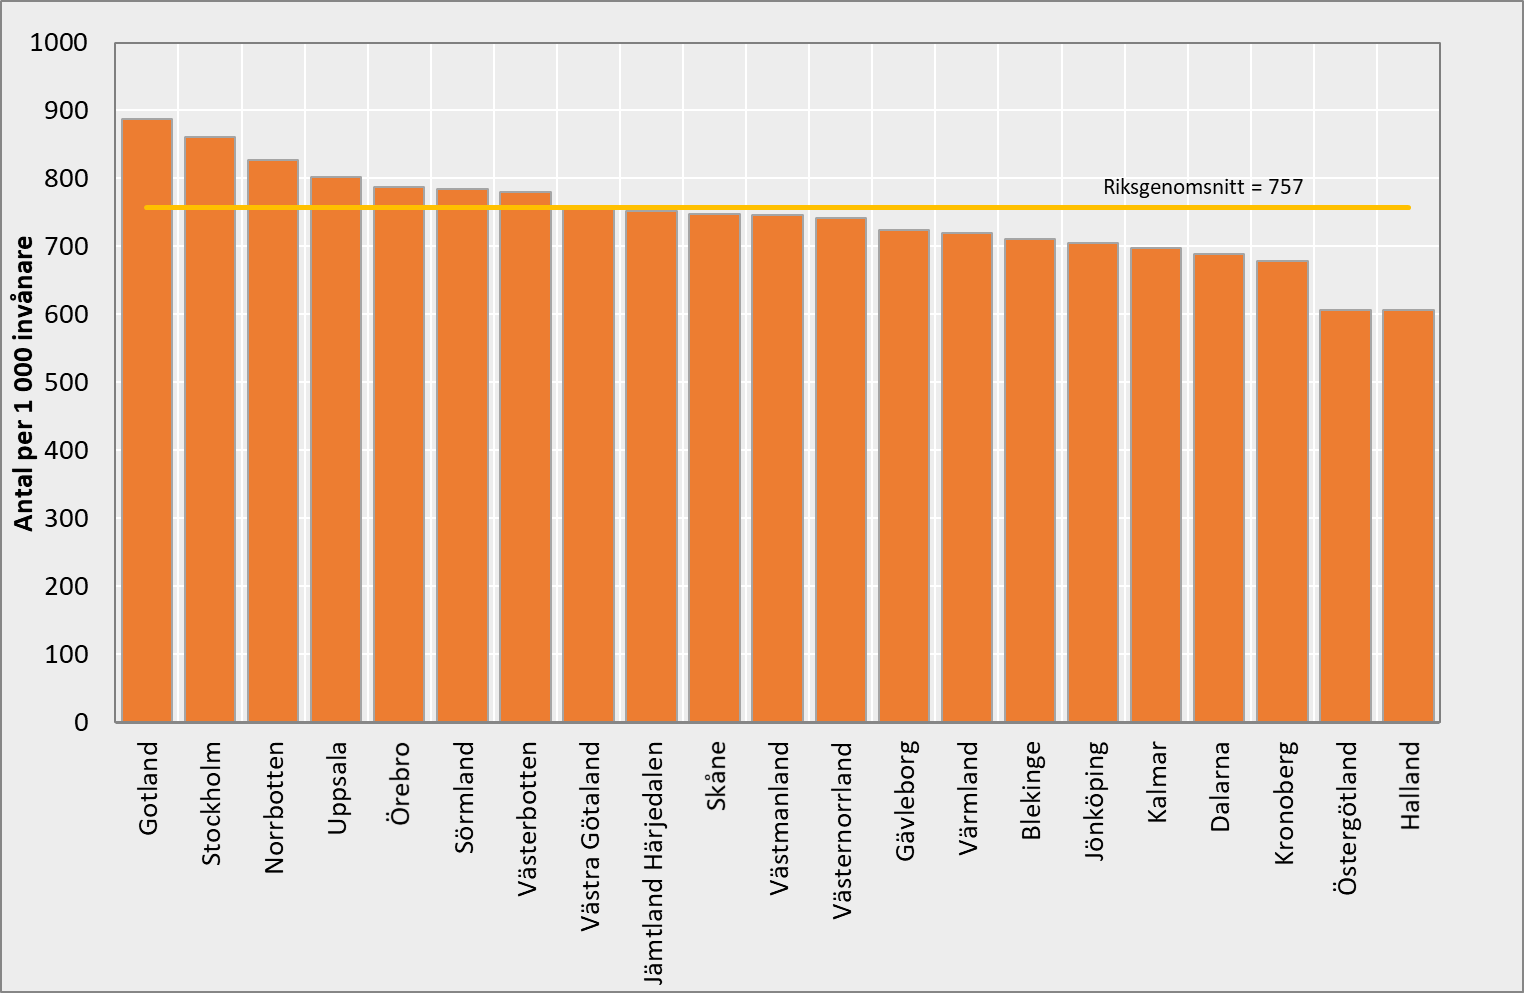 1000
900
800
700
600
500
400
300
200
100
0
Antal per 1 000 invånare
Riksgenomsnitt = 757
Gotland
Stockholm
Norrbotten
Uppsala
Örebro
Sörmland
Västerbotten
Västra Götaland
Jämtland Härjedalen
Skåne
Västmanland
Västernorrland
Gävleborg
Värmland
Blekinge
Jönköping
Kalmar
Dalarna
Kronoberg
Östergötland
Halland